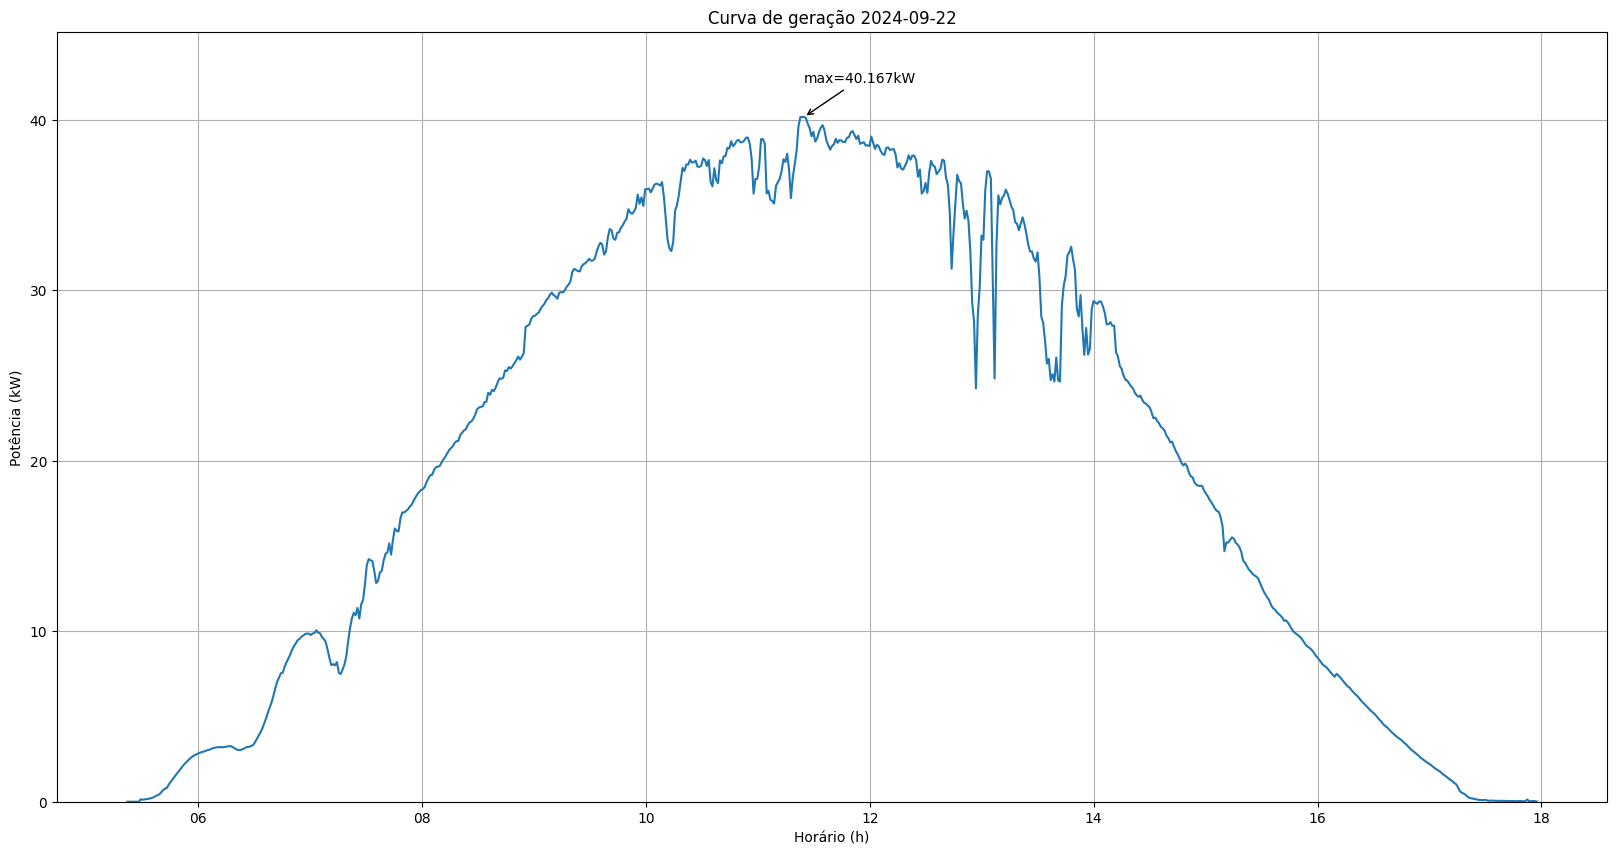 Curva de geração 2024-09-22
max=40.167kW
Potência (kW)
40
30
20
10
0
06 08 10 12 14 16 18
Horário (h)